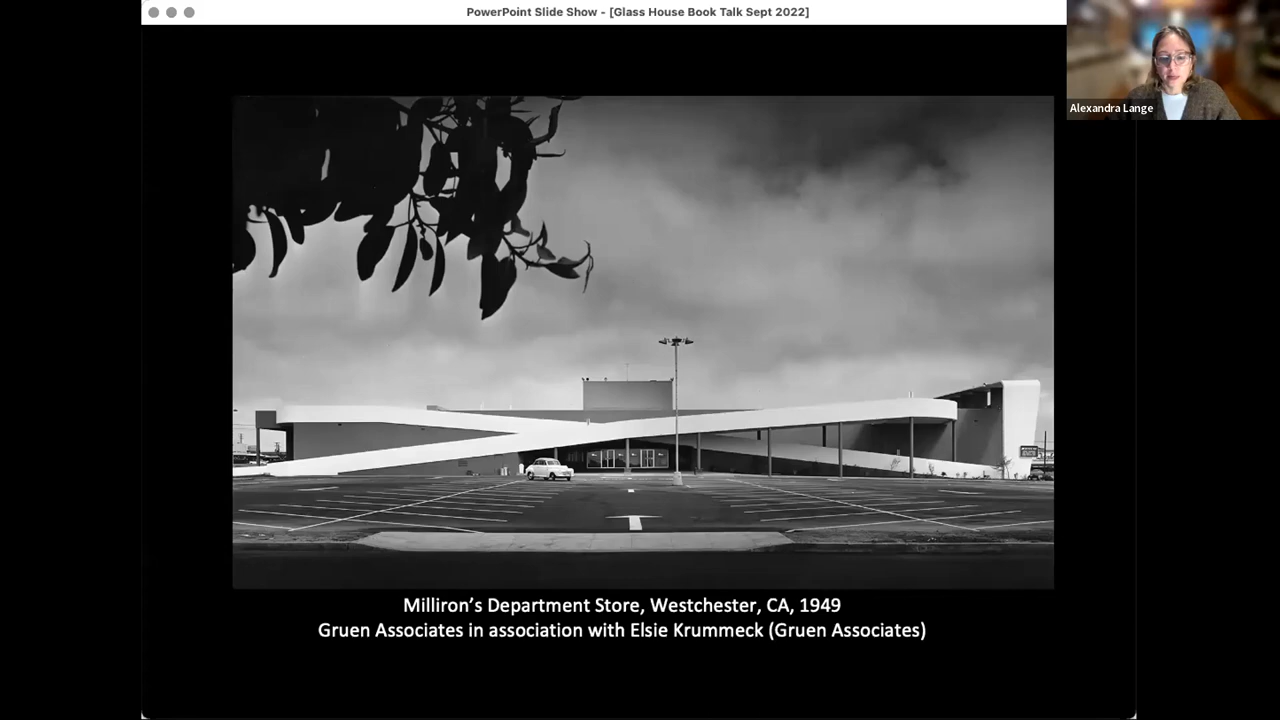 PowerPoint Slide Show - [Glass House Book Talk Sept 2022]
Alexandra Lange
Milliron's Department Store, Westchester, CA, 1949
Gruen Associates in association with Elsie Krummeck (Gruen Associates)